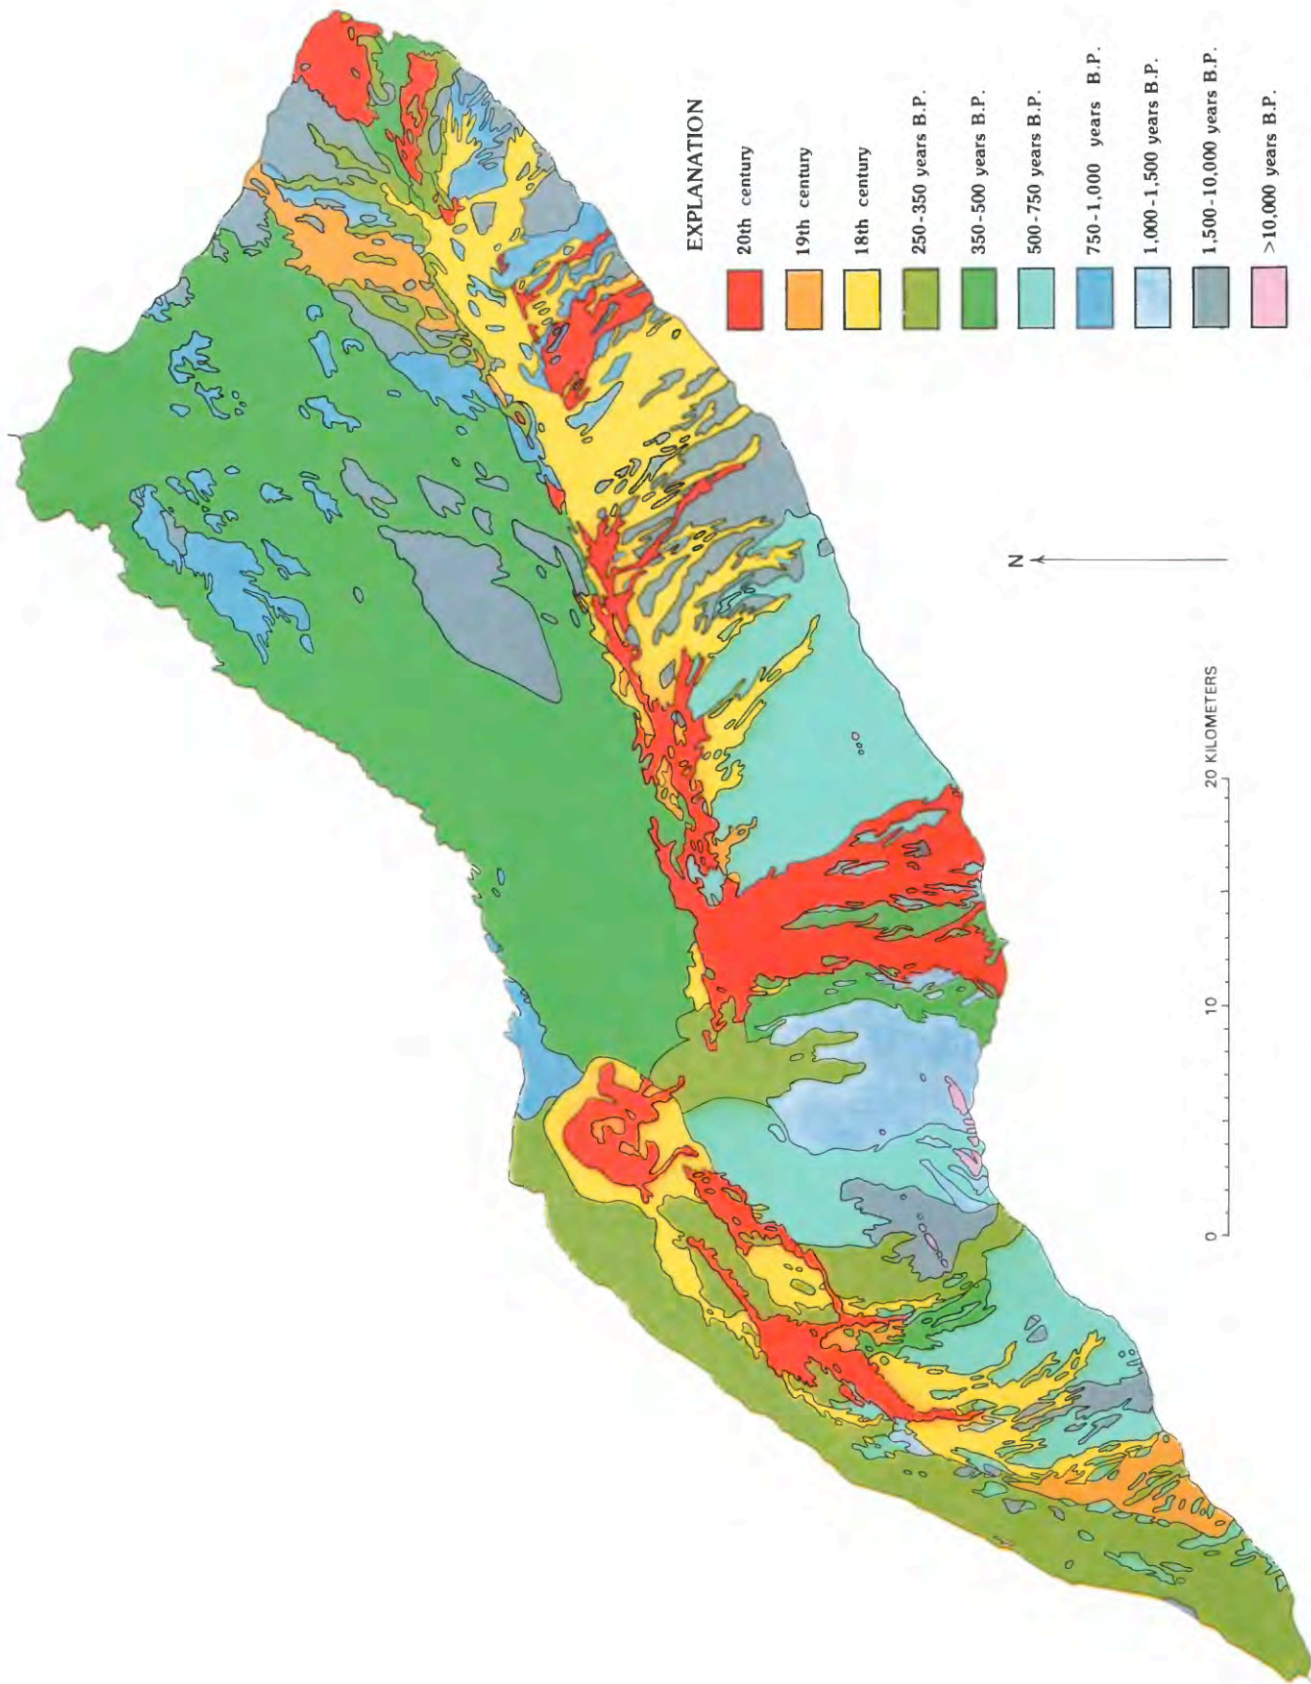 EXPLANATION
20th century
19th century
18th century
250-350 years B.P.
350-500 years B.P.
500-750 years B.P.
750-1,000 years B.P.
1,000-1,500 years B.P.
1,500-10,000 years B.P.
>10,000 years B.P.
N
0 10 20 KILOMETERS